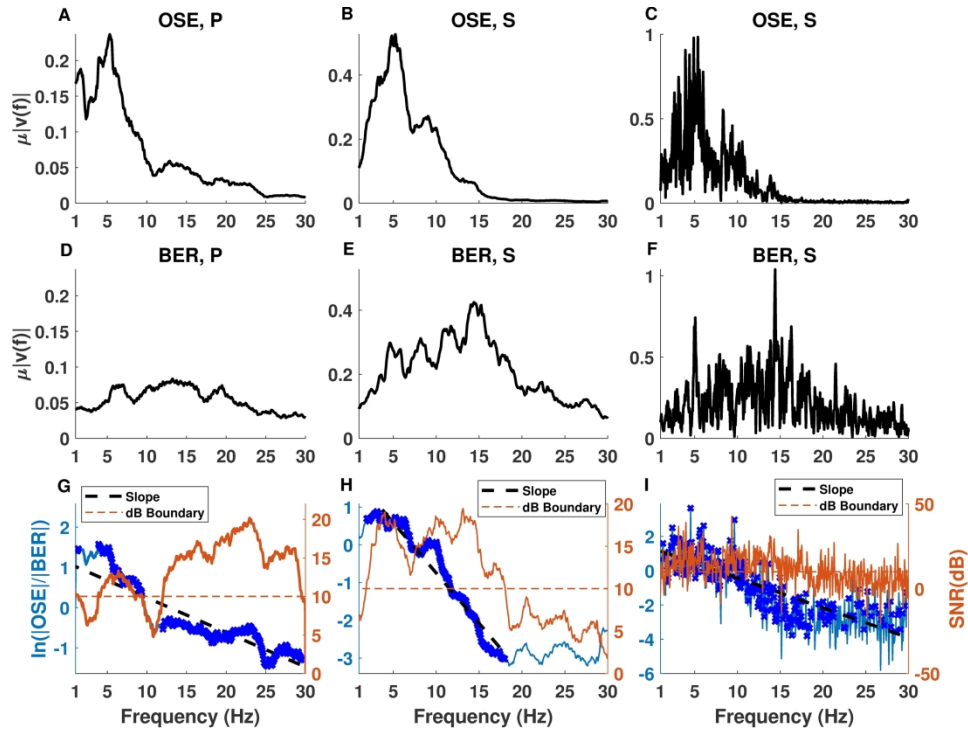 A OSE, P B OSE, S C OSE, S
μ|v(f)|
0.2
0.15
0.1
0.05
0
1 5 10 15 20 25 30
0.4
0.2
0
1 5 10 15 20 25 30
1
0.5
0
1 5 10 15 20 25 30
D BER, P E BER, S F BER, S
μ|v(f)|
0.2
0.15
0.1
0.05
0
1 5 10 15 20 25 30
0.4
0.2
0
1 5 10 15 20 25 30
1
0.5
0
1 5 10 15 20 25 30
G
Slope
dB Boundary
ln(|OSE|/|BER|)
2
1
0
-1
20
15
10
5
0
1 5 10 15 20 25 30
Frequency (Hz)
H
Slope
dB Boundary
1
0
-1
-2
-3
20
15
10
5
0
1 5 10 15 20 25 30
Frequency (Hz)
I
Slope
dB Boundary
4
2
0
-2
-4
-6
50
0
-50
SNR(dB)
1 5 10 15 20 25 30
Frequency (Hz)